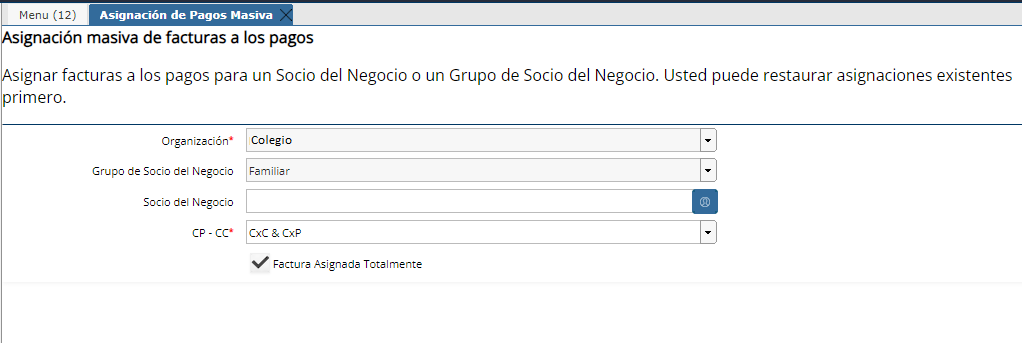 Menu (12)
Asignación de Pagos Masiva
Asignación masiva de facturas a los pagos
Asignar facturas a los pagos para un Socio del Negocio o un Grupo de Socio del Negocio. Usted puede restaurar asignaciones existentes
primero.
Organización* Colegio
Grupo de Socio del Negocio Familiar
Socio del Negocio
CP - CC* CxC & CxP
Factura Asignada Totalmente